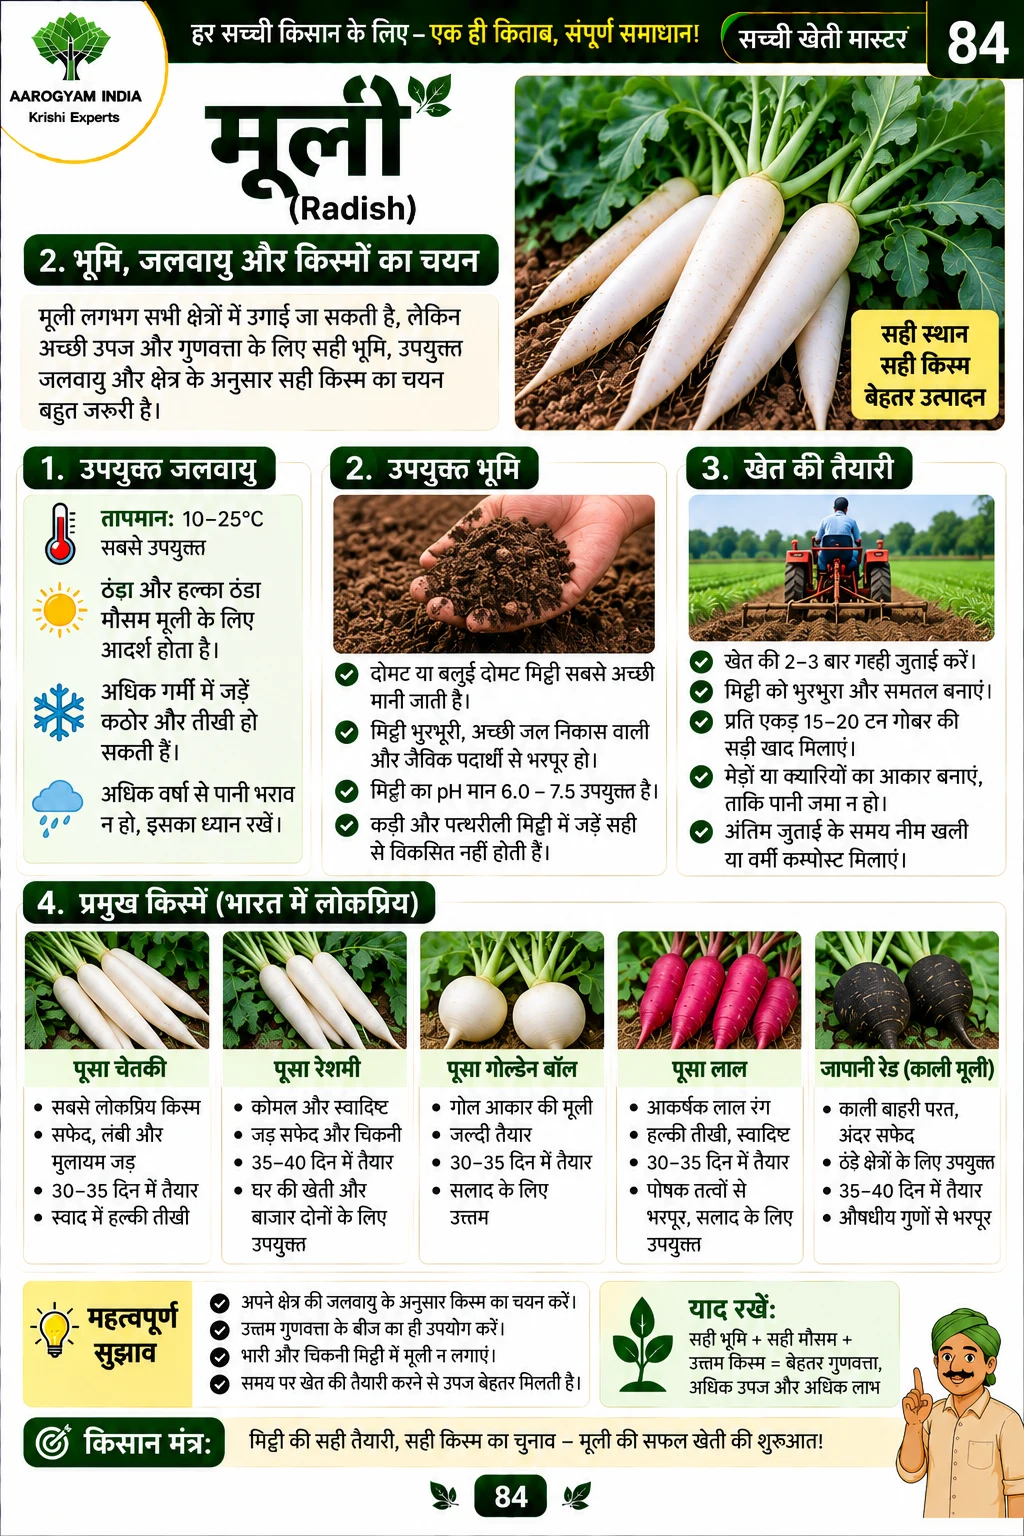 AAROGYAM INDIA
Krishi Experts
हर सच्ची किसान के लिए – एक ही किताब, संपूर्ण समाधान!
सच्ची खेती मास्टर
84
मूली
(Radish)
2. भूमि, जलवायु और किस्मों का चयन
मूली लगभग सभी क्षेत्रों में उगाई जा सकती है, लेकिन
अच्छी उपज और गुणवत्ता के लिए सही भूमि, उपयुक्त
जलवायु और क्षेत्र के अनुसार सही किस्म का चयन
बहुत जरूरी है।
सही स्थान
सही किस्म
बेहतर उत्पादन
1. उपयुक्त जलवायु
तापमान: 10–25°C
सबसे उपयुक्त
ठंड़ा और हल्का ठंडा
मौसम मूली के लिए
आदर्श होता है।
अधिक गर्मी में जड़ें
कठोर और तीखी हो
सकती हैं।
अधिक वर्षा से पानी भराव
न हो, इसका ध्यान रखें।
2. उपयुक्त भूमि
दोमट या बलुई दोमट मिट्टी सबसे अच्छी
मानी जाती है।
मिट्टी भुरभूरी, अच्छी जल निकास वाली
और जैविक पदार्थी से भरपूर हो।
मिट्टी का pH मान 6.0 – 7.5 उपयुक्त है।
कड़ी और पत्थरीली मिट्टी में जड़ें सही
से विकसित नहीं होती हैं।
3. खेत की तैयारी
खेत की 2–3 बार गहही जुताई करें।
मिट्टी को भुरभुरा और समतल बनाएं।
प्रति एकड़ 15–20 टन गोबर की
सड़ी खाद मिलाएं।
मेड़ों या क्यारियों का आकार बनाएं,
ताकि पानी जमा न हो।
अंतिम जुताई के समय नीम खली
या वर्मी कम्पोस्ट मिलाएं।
4. प्रमुख किस्में (भारत में लोकप्रिय)
पूसा चेतकी
• सबसे लोकप्रिय किस्म
• सफेद, लंबी और
मुलायम जड़
• 30–35 दिन में तैयार
• स्वाद में हल्की तीखी
पूसा रेशमी
• कोमल और स्वादिष्ट
• जड़ सफेद और चिकनी
• 35–40 दिन में तैयार
• घर की खेती और
बाजार दोनों के लिए
उपयुक्त
पूसा गोल्डेन बॉल
• गोल आकार की मूली
• जल्दी तैयार
• 30–35 दिन में तैयार
• सलाद के लिए
उत्तम
पूसा लाल
• आकर्षक लाल रंग
• हल्की तीखी, स्वादिष्ट
• 30–35 दिन में तैयार
• पोषक तत्वों से
भरपूर, सलाद के लिए
उपयुक्त
जापानी रेड (काली मूली)
• काली बाहरी परत,
अंदर सफेद
• ठंड़े क्षेत्रों के लिए उपयुक्त
• 35–40 दिन में तैयार
• औषधीय गुणों से भरपूर
महत्वपूर्ण
सुझाव
अपने क्षेत्र की जलवायु के अनुसार किस्म का चयन करें।
उत्तम गुणवत्ता के बीज का ही उपयोग करें।
भारी और चिकनी मिट्टी में मूली न लगाएं।
समय पर खेत की तैयारी करने से उपज बेहतर मिलती है।
याद रखें:
सही भूमि + सही मौसम +
उत्तम किस्म = बेहतर गुणवत्ता,
अधिक उपज और अधिक लाभ
किसान मंत्र:
मिट्टी की सही तैयारी, सही किस्म का चुनाव – मूली की सफल खेती की शुरूआत!
84